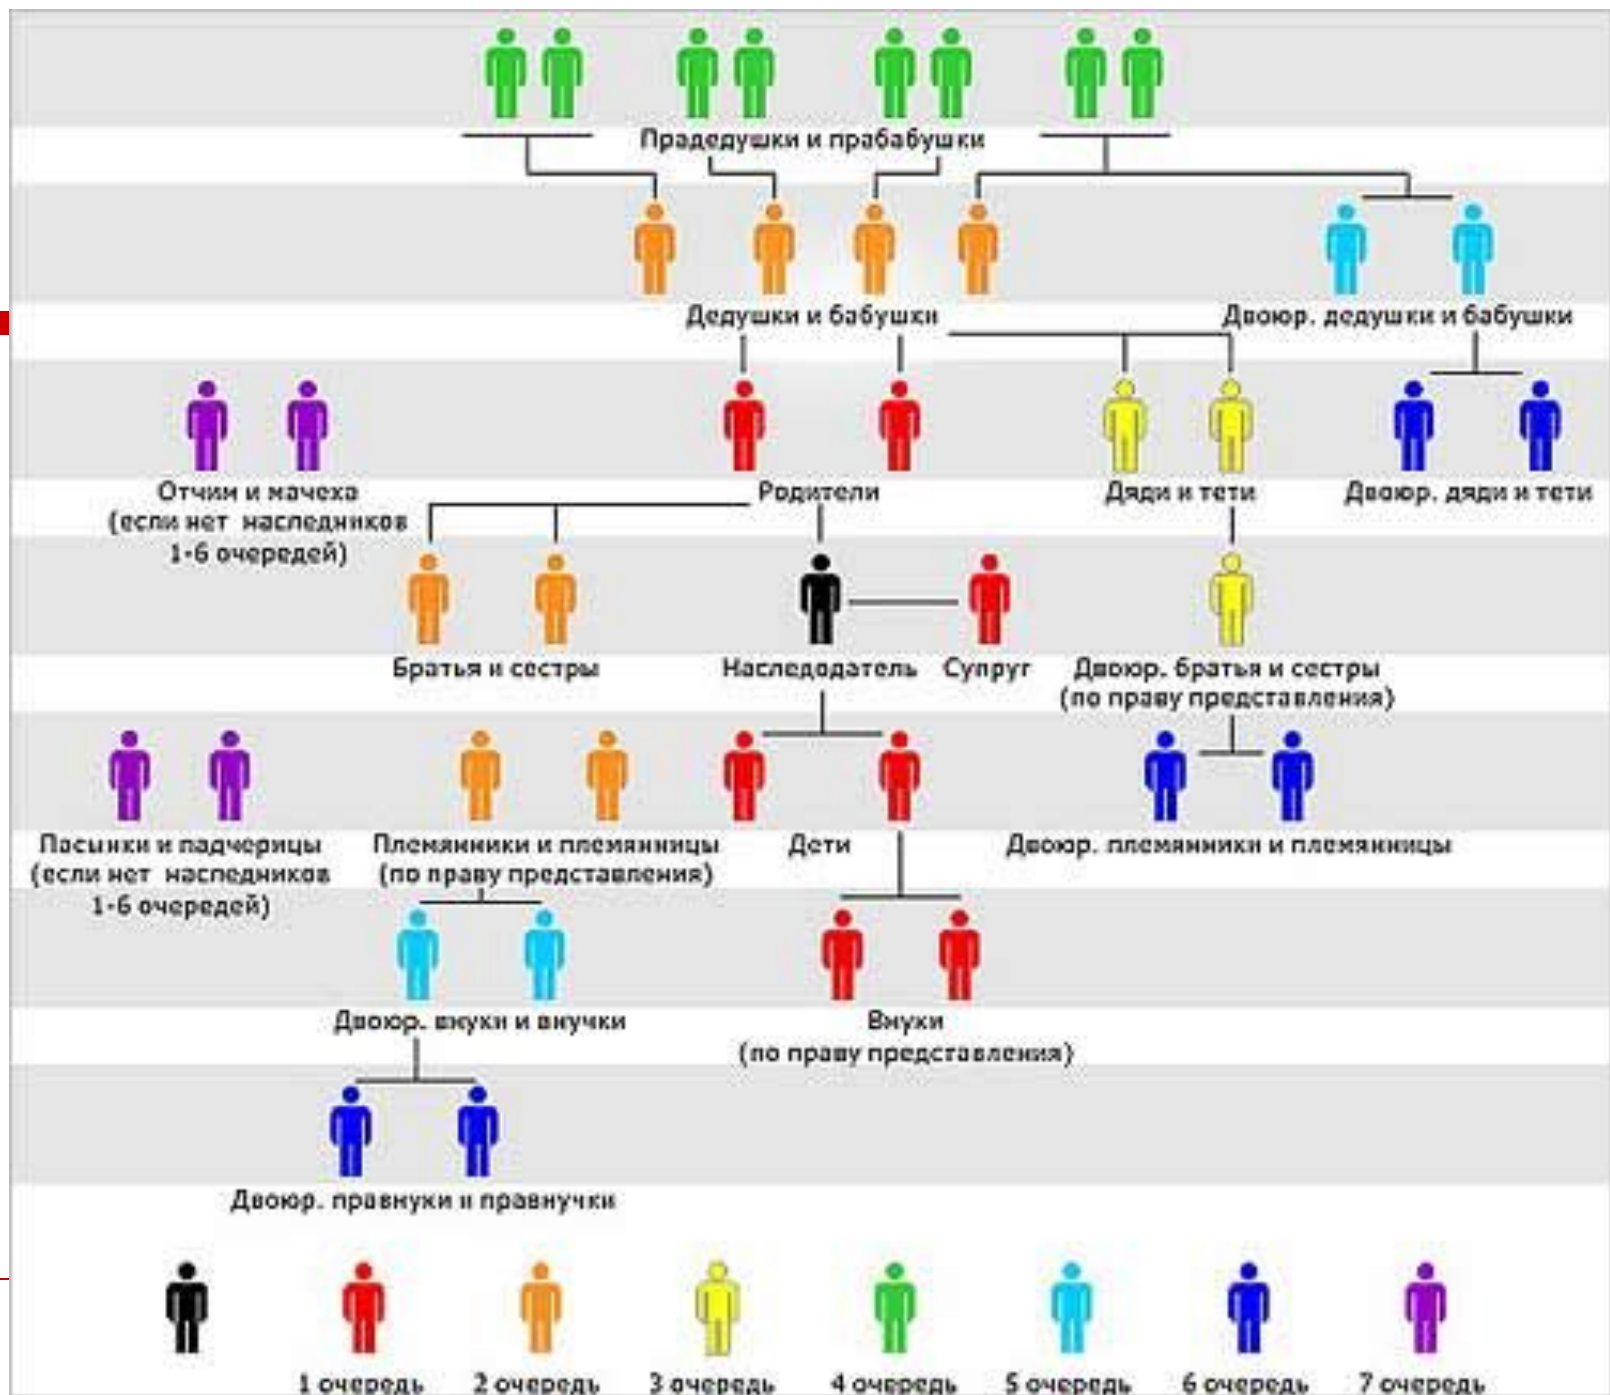 Прадедушки и прабабушки
Дедушки и бабушки
Двоюр. дедушки и бабушки
Отчим и мачеха
(если нет наследников
1-6 очередей)
Родители
Дяди и тети
Двоюр. дяди и тети
Братья и сестры
Наследодатель
Супруг
Двоюр. братья и сестры
(по праву представления)
Пасынки и падчерицы
(если нет наследников
1-6 очередей)
Племянники и племянницы
(по праву представления)
Дети
Двоюр. племянники и племянницы
Двоюр. внуки и внучки
Внуки
(по праву представления)
Двоюр. правнуки и правнучки
1 очередь
2 очередь
3 очередь
4 очередь
5 очередь
6 очередь
7 очередь